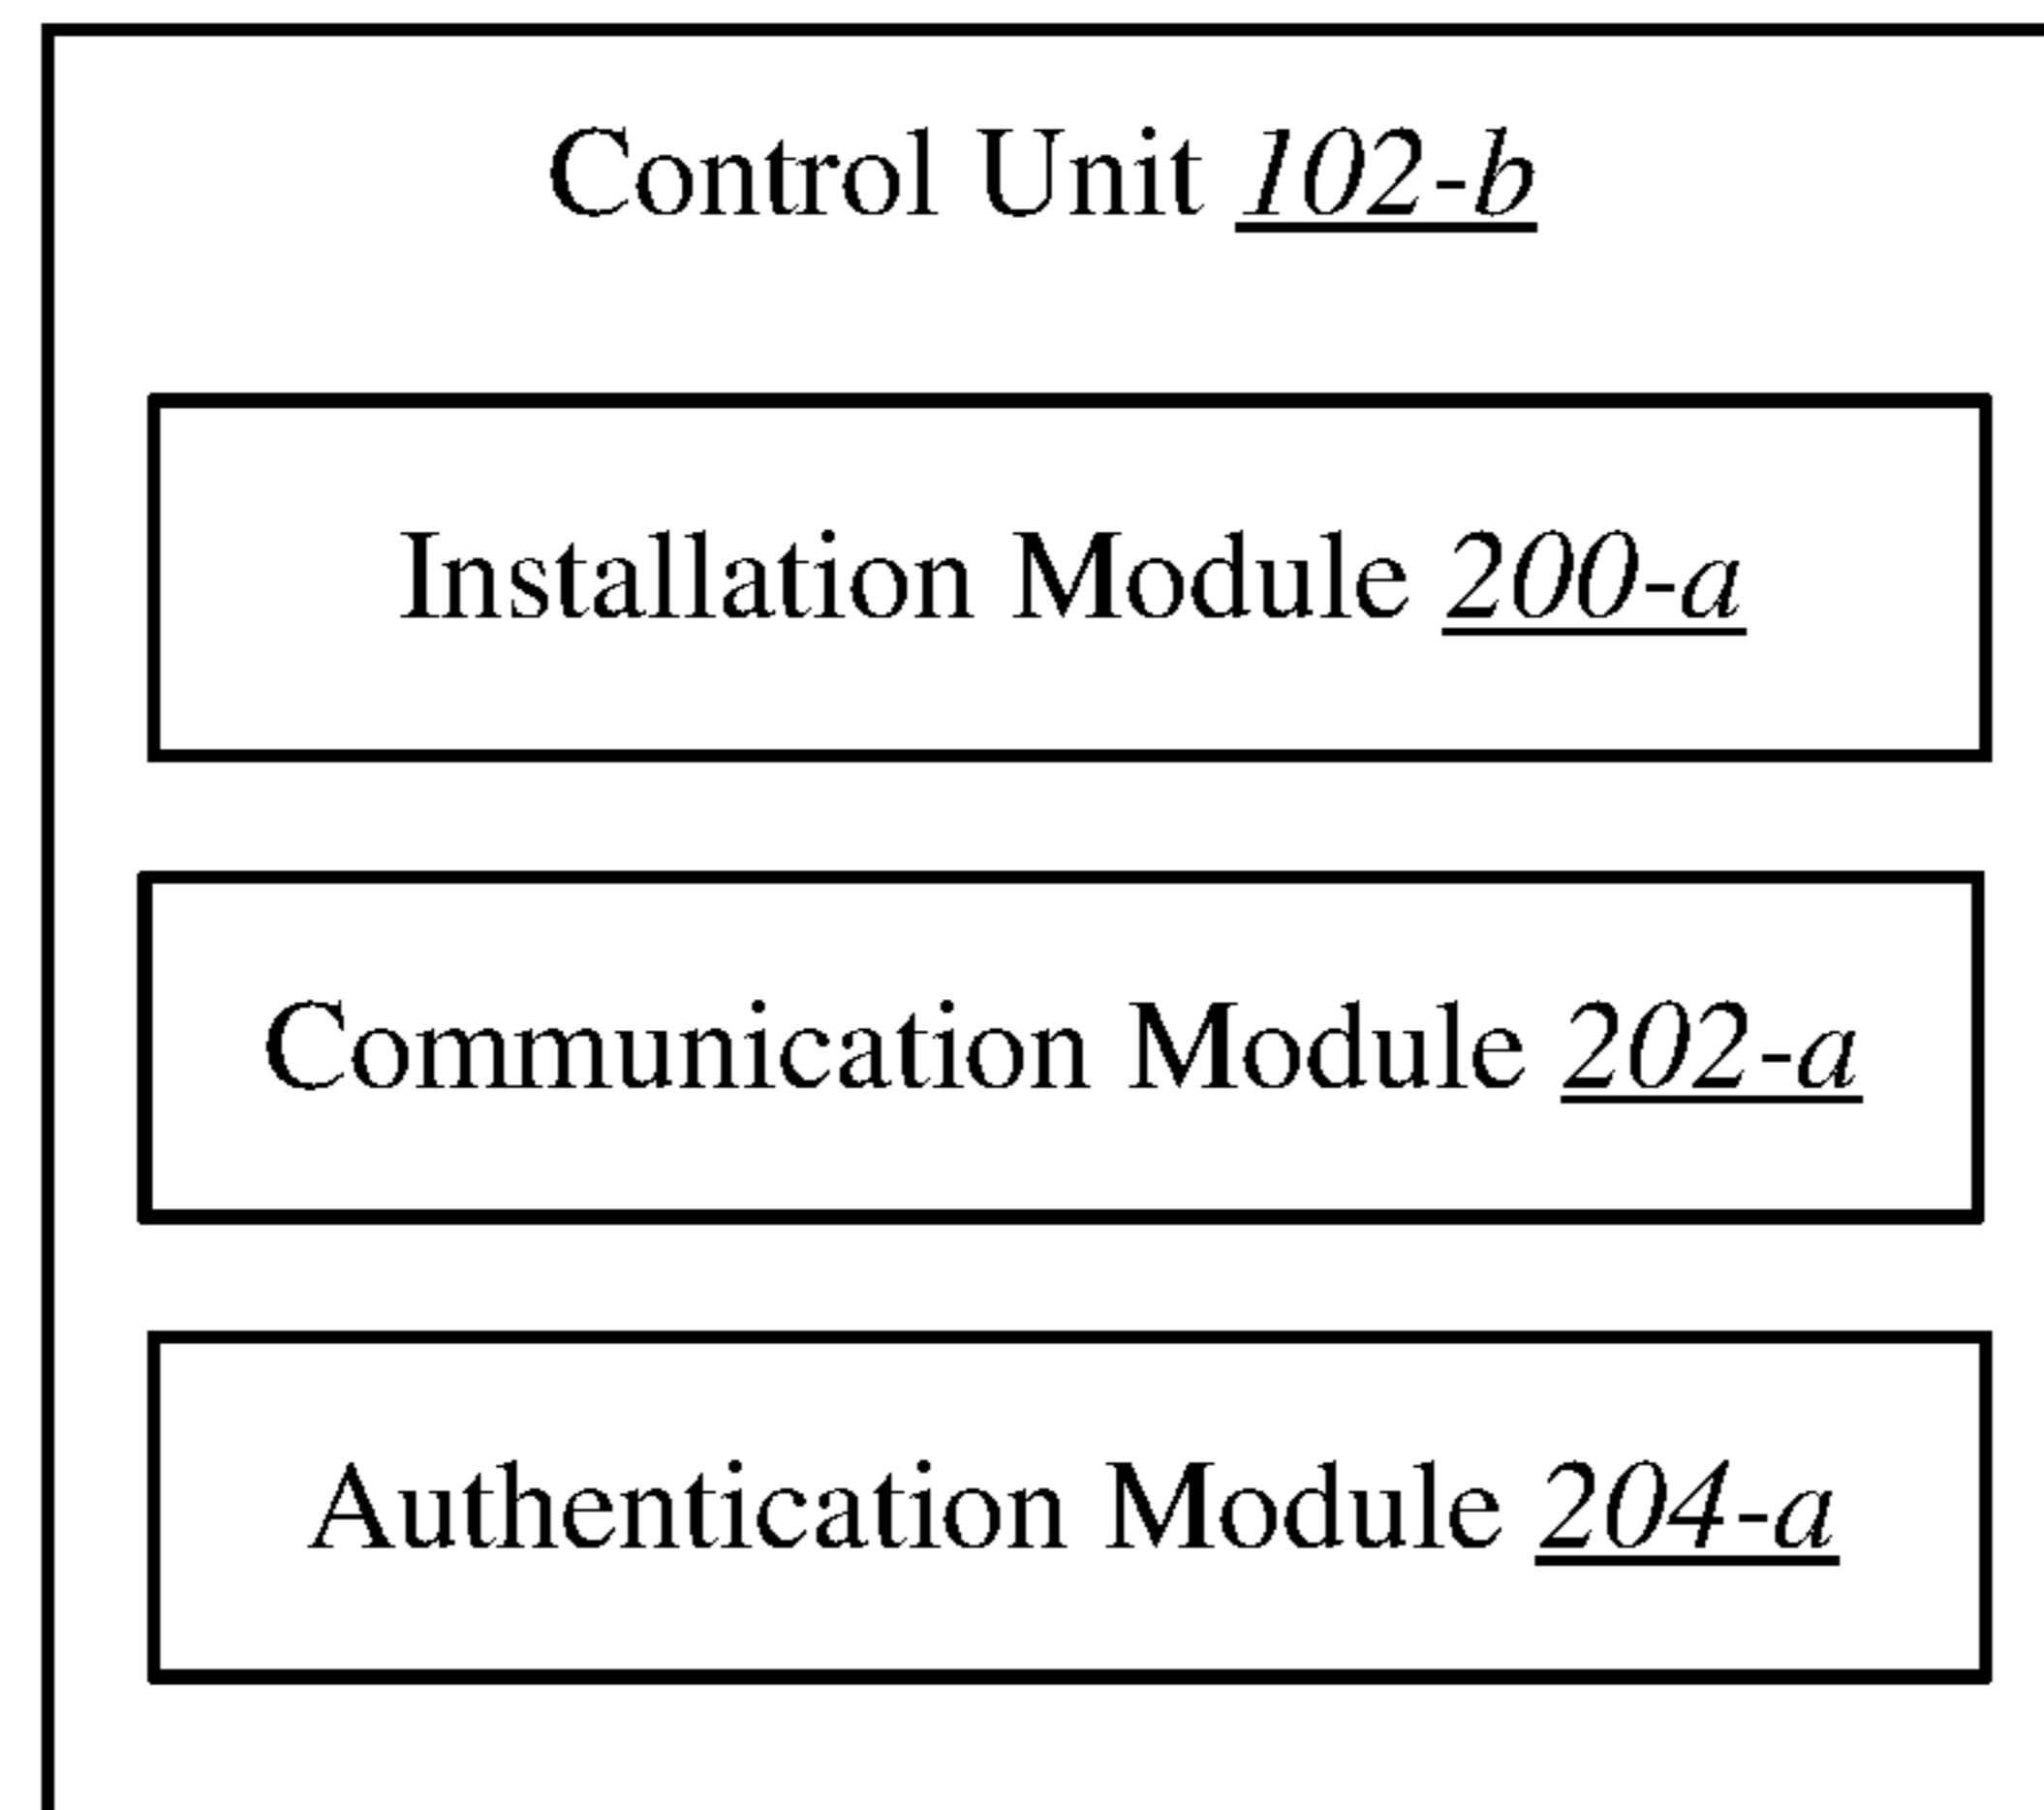 Control Unit 102-b
Installation Module 200-a
Communication Module 202-a
Authentication Module 204-a